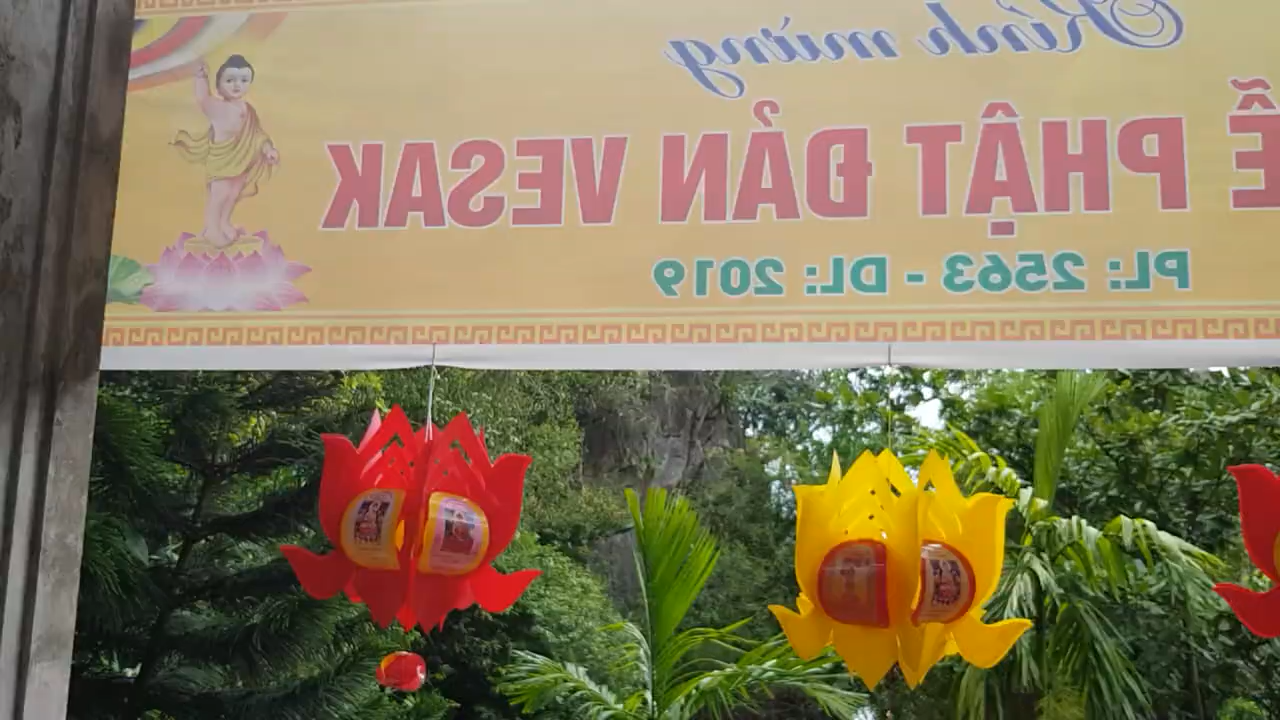 Kính mừng
Ễ PHẬT ĐẢN VESAK
PL: 2563 - DL: 2019